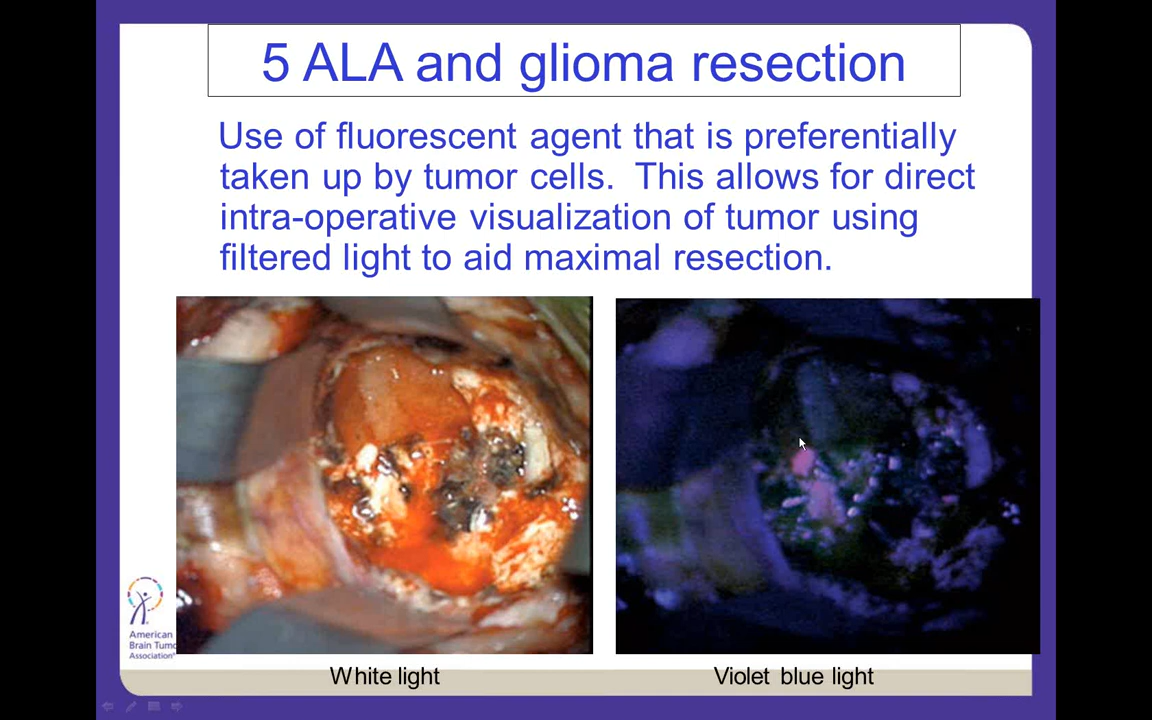 5 ALA and glioma resection
Use of fluorescent agent that is preferentially
taken up by tumor cells.  This allows for direct
intra-operative visualization of tumor using
filtered light to aid maximal resection.
American
Brain Tumo
Association®
White light
Violet blue light